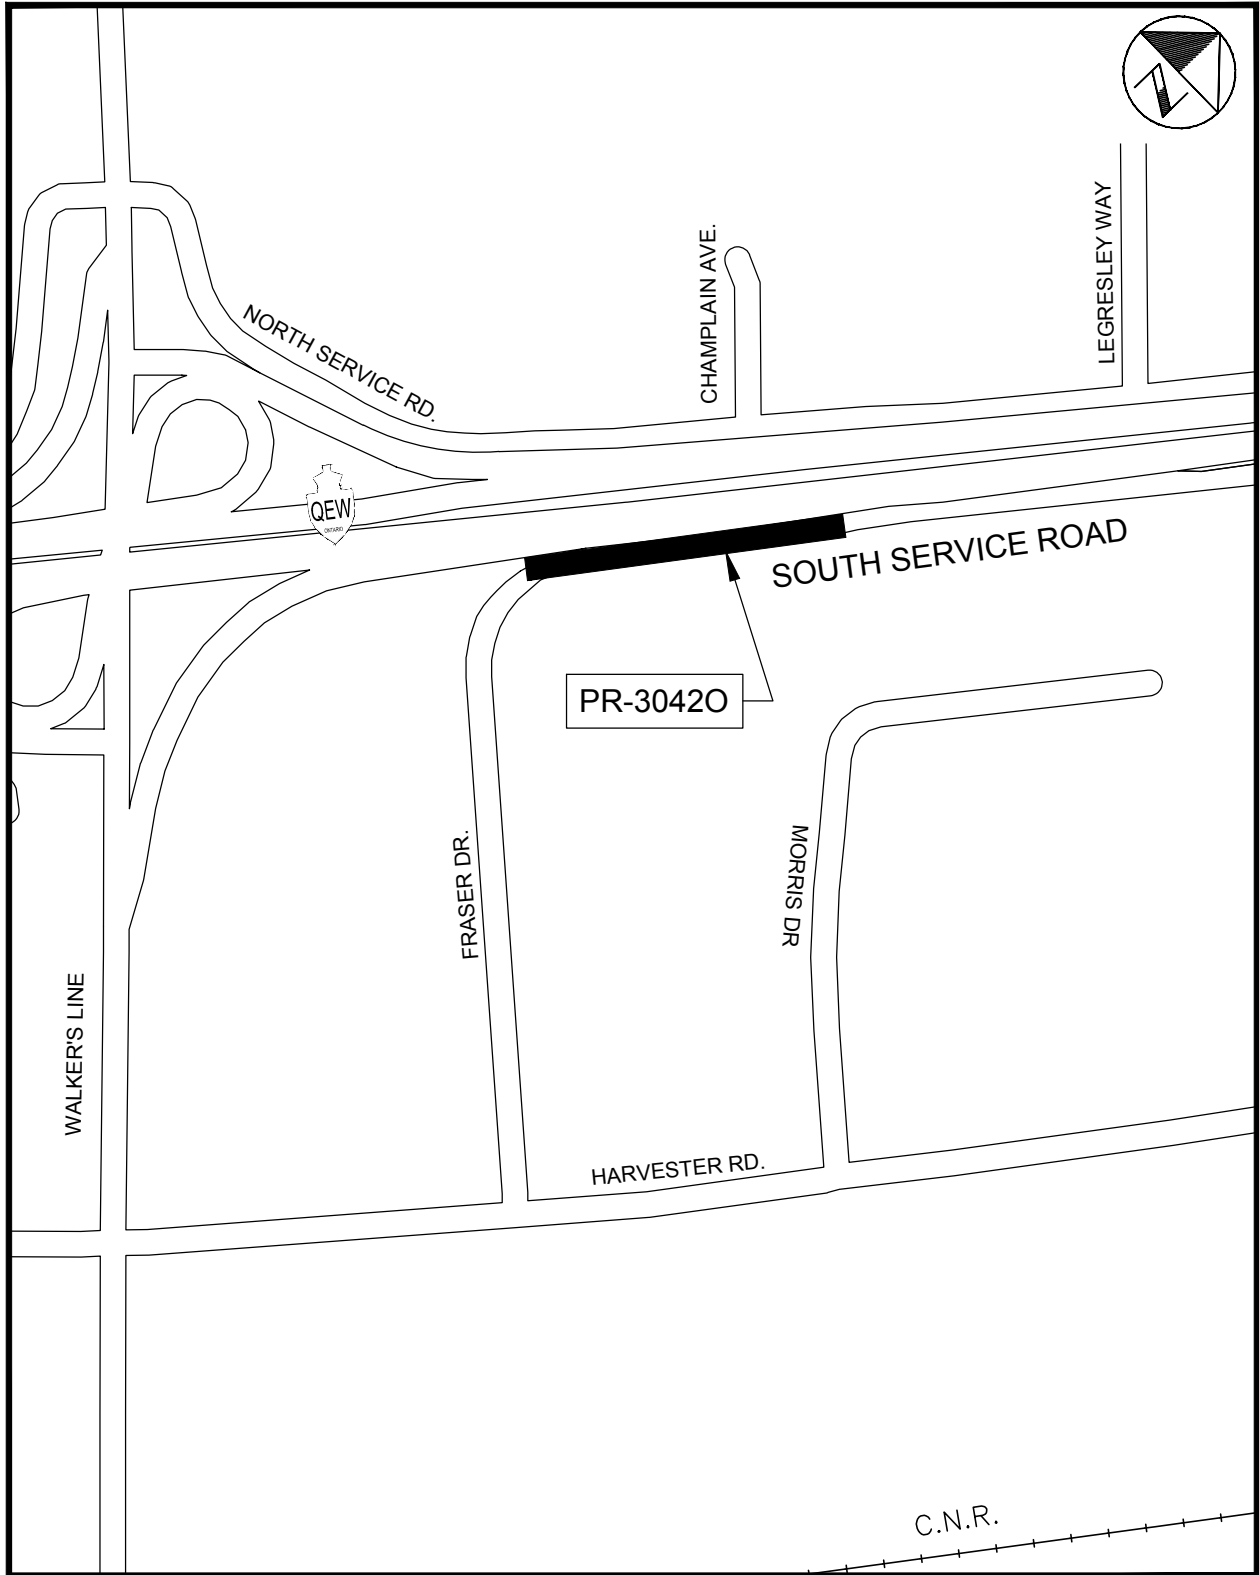 LEGRESLEY WAY
CHAMPLAIN AVE.
NORTH SERVICE RD.
QEW
ONTARIO
SOUTH SERVICE ROAD
PR-3042O
FRASER DR.
MORRIS DR
WALKER'S LINE
HARVESTER RD.
C.N.R.